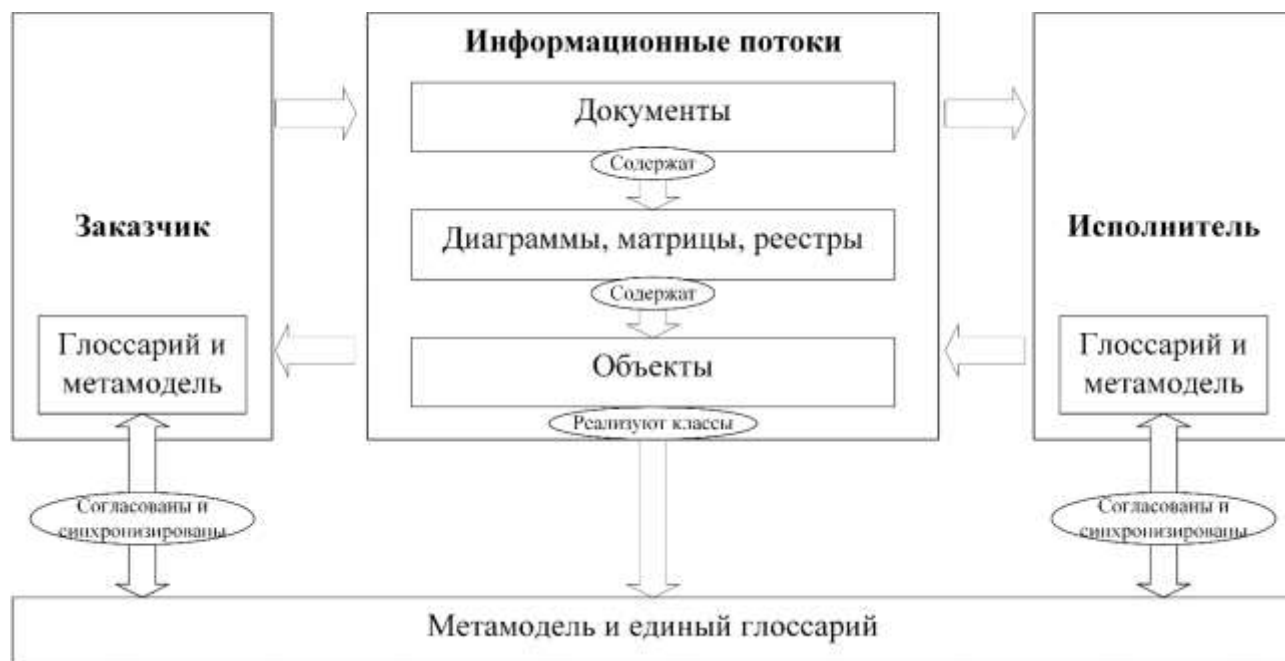 Информационные потоки
Документы
Содержат
Заказчик
Диаграммы, матрицы, реестры
Исполнитель
Содержат
Глоссарий и
метамодель
Объекты
Глоссарий и
метамодель
Реализуют классы
Согласованы и
синхронизированы
Согласованы и
синхронизированы
Метамодель и единый глоссарий